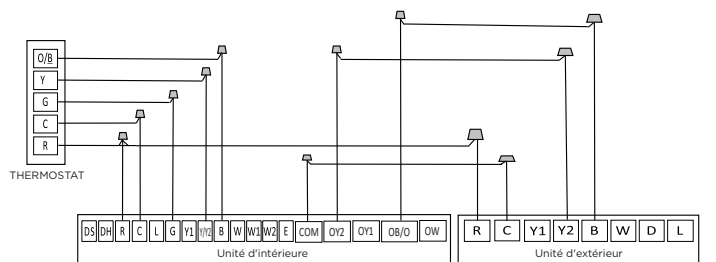 O/B
Y
G
C
R
THERMOSTAT
DS DH R C L G Y1 Y/Y2 B W W1 W2 E COM OY2 OY1 OB/O OW
Unité d'intérieure
R C Y1 Y2 B W D L
Unité d'extérieur